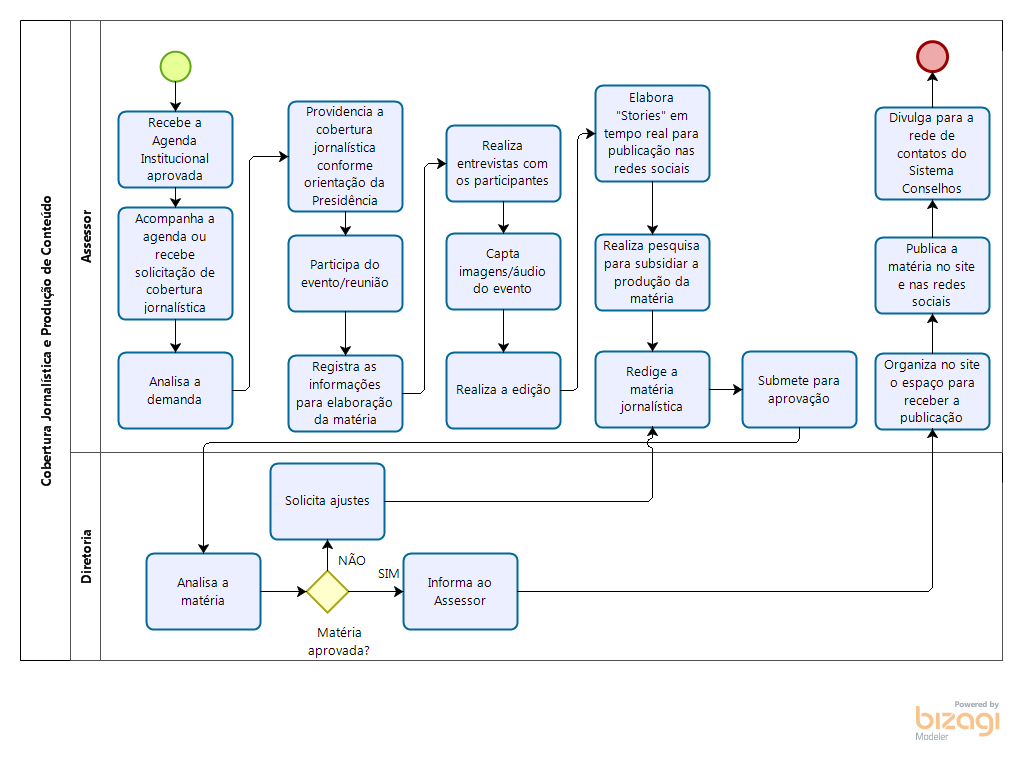 Cobertura Jornalística e Produção de Conteúdo
Assessor
Recebe a
Agenda
Institucional
aprovada
Acompanha a
agenda ou
recebe
solicitação de
cobertura
jornalística
Analisa a
demanda
Providencia a
cobertura
jornalística
conforme
orientação da
Presidência
Participa do
evento/reunião
Registra as
informações
para elaboração
da matéria
Realiza
entrevistas com
os participantes
Capta
imagens/áudio
do evento
Realiza a edição
Elabora
"Stories" em
tempo real para
publicação nas
redes sociais
Realiza pesquisa
para subsidiar a
produção da
matéria
Redige a
matéria
jornalística
Submete para
aprovação
Diretoria
Analisa a
matéria
Matéria
aprovada?
NÃO
Solicita ajustes
SIM
Informa ao
Assessor
Organiza no site
o espaço para
receber a
publicação
Publica a
matéria no site
e nas redes
sociais
Divulga para a
rede de
contatos do
Sistema
Conselhos
Powered by
bizagi
Modeler